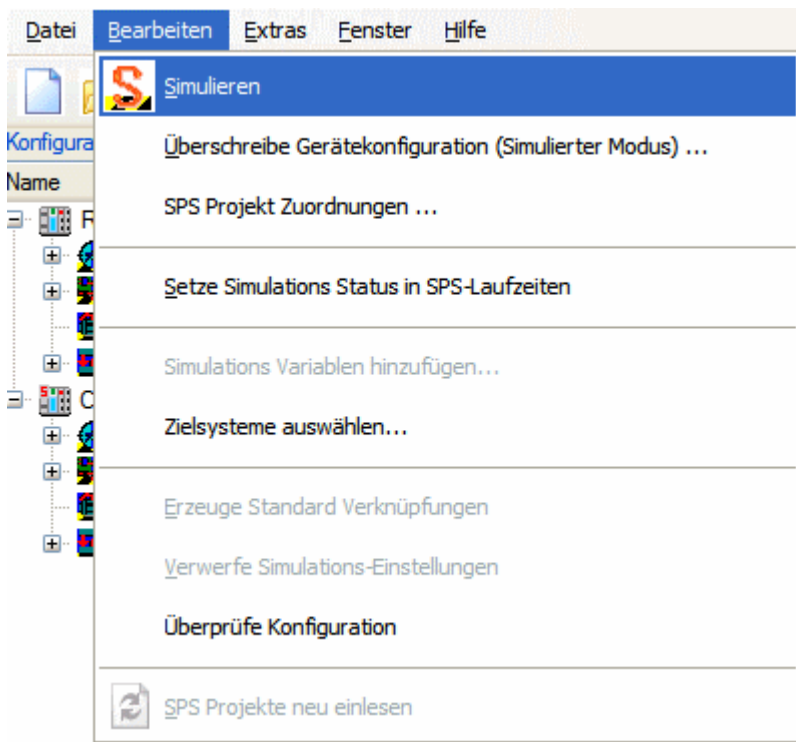 Datei Bearbeiten Extras Fenster Hilfe
Simulieren
Konfigura
Überschreibe Gerätekonfiguration (Simulierter Modus) ...
Name
SPS Projekt Zuordnungen ...
R
Setze Simulations Status in SPS-Laufzeiten
Simulations Variablen hinzufügen...
C
Zielsysteme auswählen...
Erzeuge Standard Verknüpfungen
Verwerfe Simulations-Einstellungen
Überprüfe Konfiguration
SPS Projekte neu einlesen